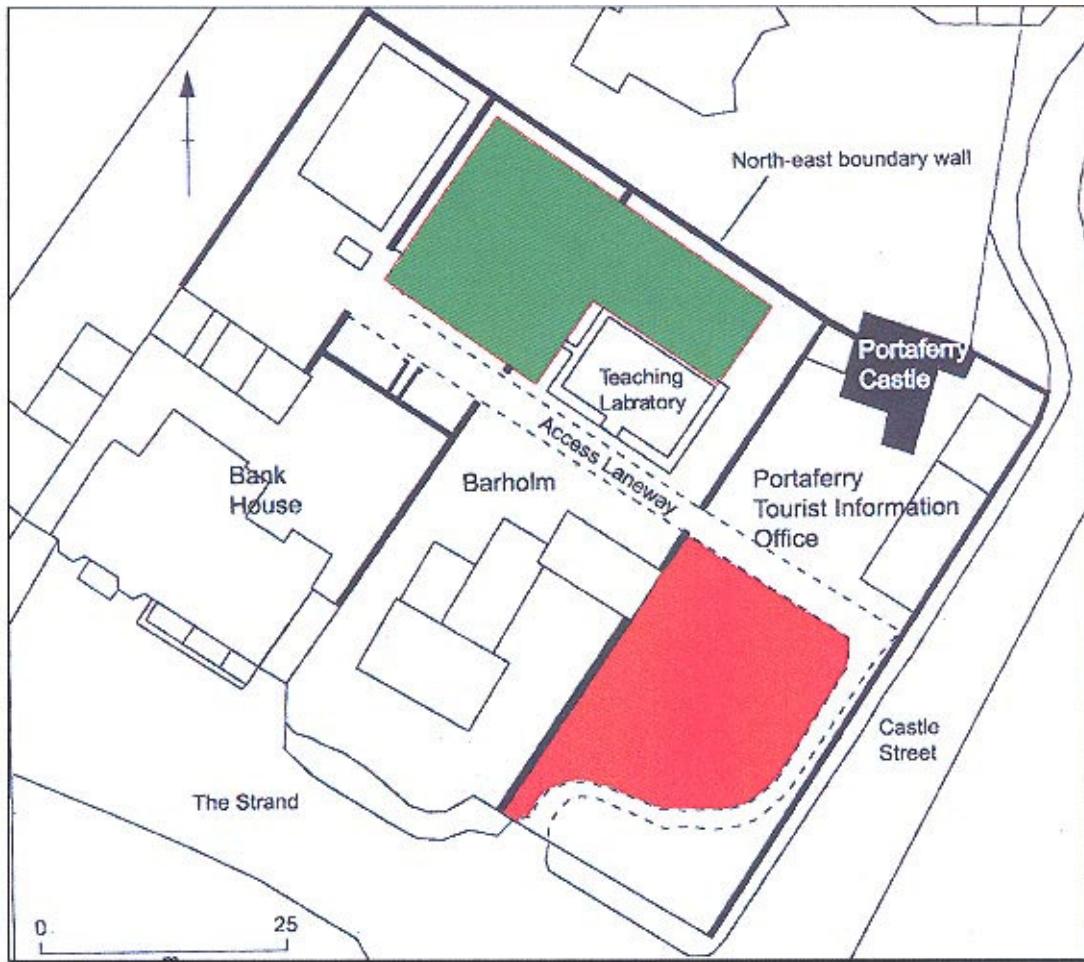 North-east boundary wall
Portaferry
Castle
Teaching
Labratory
Access Laneway
Bank
House
Barholm
Portaferry
Tourist Information
Office
Castle
Street
The Strand
0
25